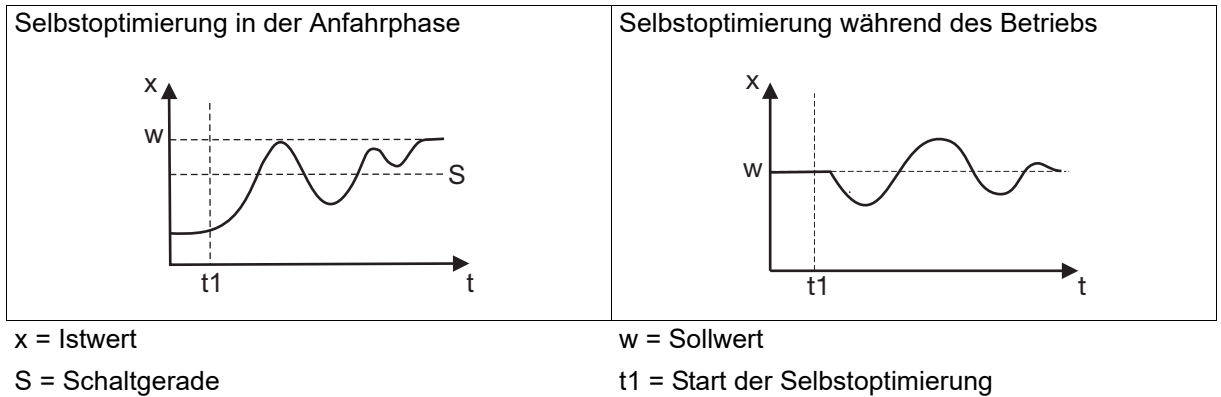 Selbstoptimierung in der Anfahrphase
Selbstoptimierung während des Betriebs
x
w
S
t1
t
x
w
t1
t
x = Istwert
w = Sollwert
S = Schaltgerade
t1 = Start der Selbstoptimierung